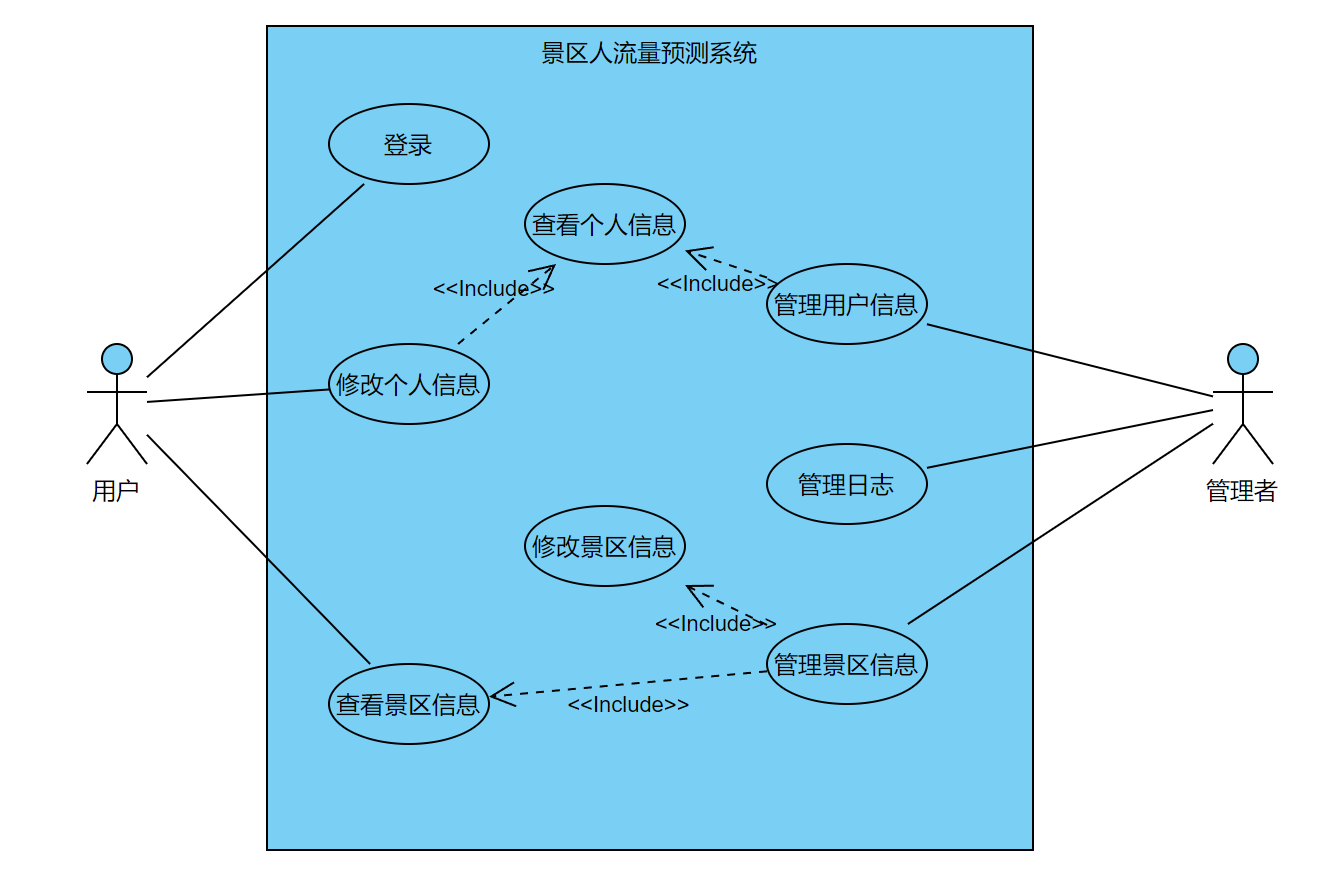 景区人流量预测系统
登录
查看个人信息
<<Include>>
<<Include>>
管理用户信息
修改个人信息
用户
管理者
管理日志
修改景区信息
<<Include>>
管理景区信息
查看景区信息
<<Include>>